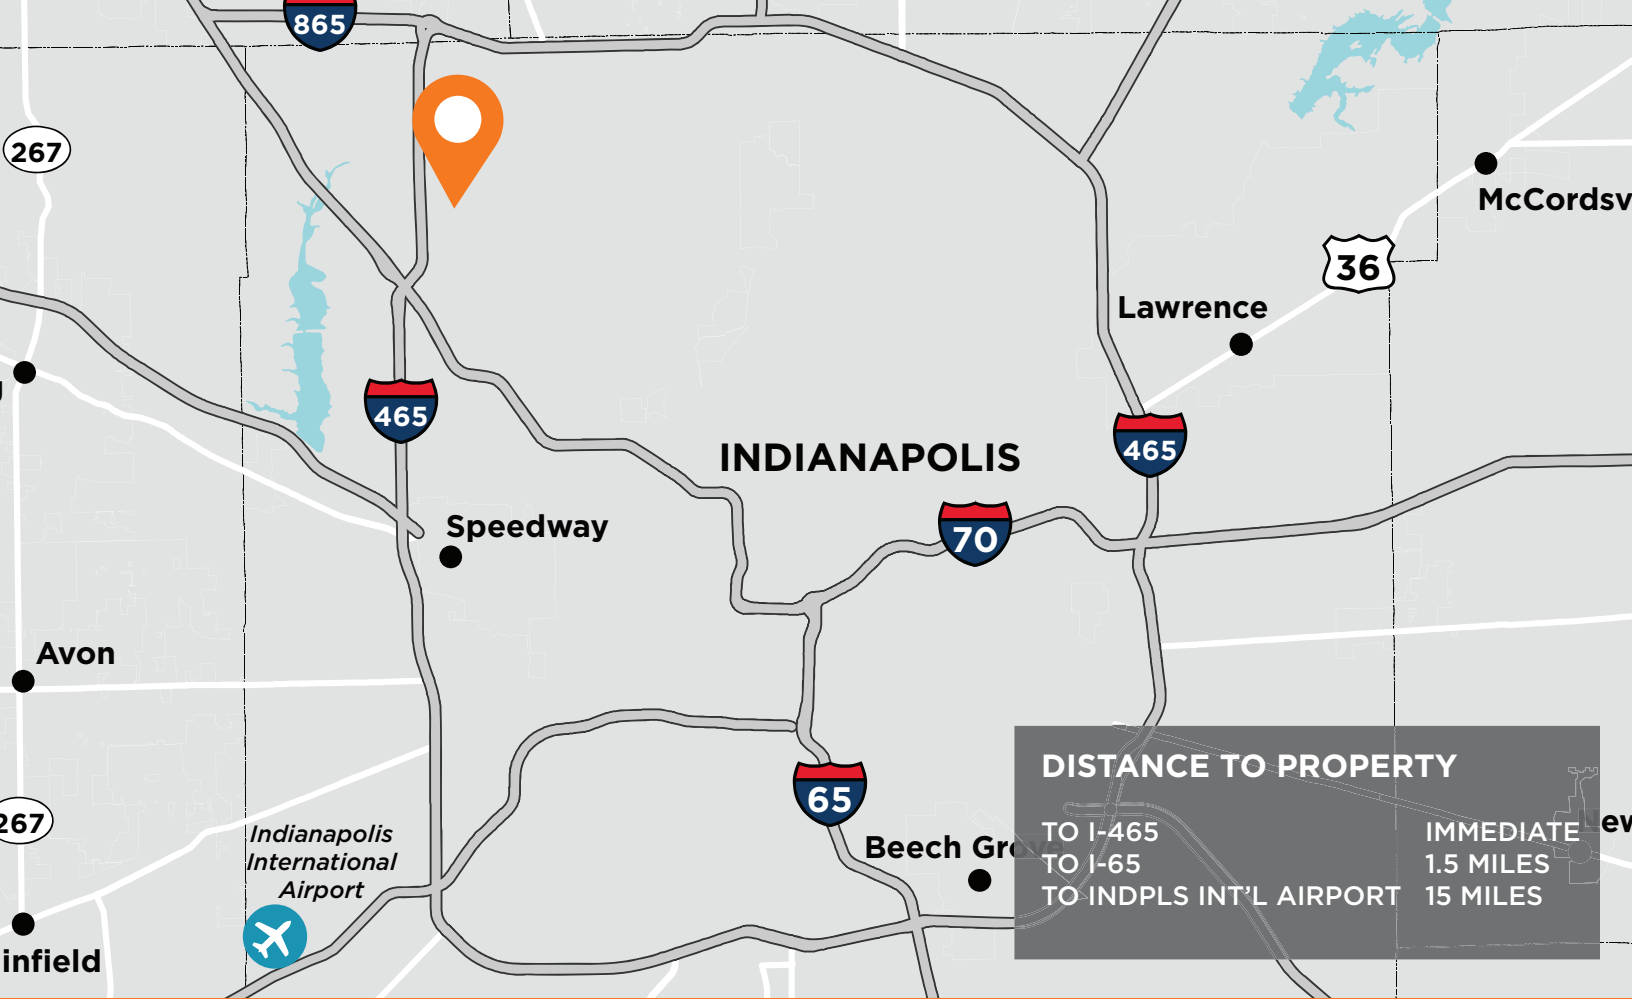 865
267
McCordsv
36
Lawrence
465
INDIANAPOLIS
465
Speedway
70
Avon
65
267
Indianapolis
International
Airport
Beech Grove
infield
DISTANCE TO PROPERTY
TO I-465 IMMEDIATE
TO I-65 1.5 MILES
TO INDPLS INT'L AIRPORT 15 MILES